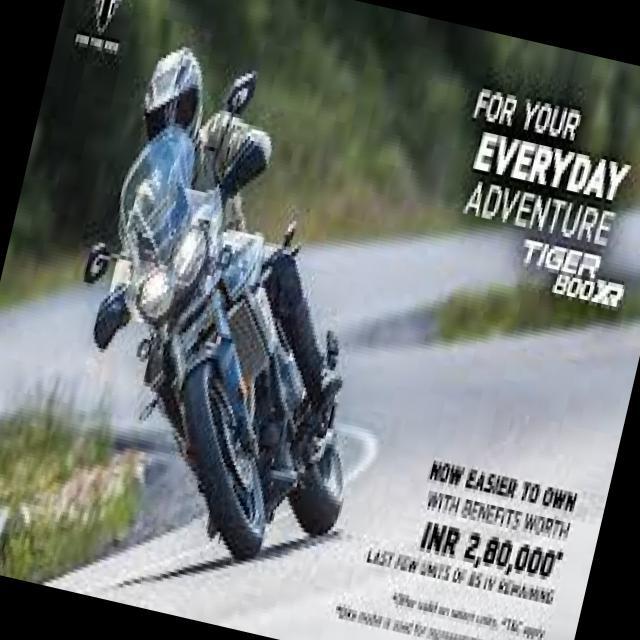 FOR YOUR
EVERYDAY
ADVENTURE
TIGER
800XR
NOW EASIER TO OWN
WITH BENEFITS WORTH
INR 2,80,000*
LAST FEW UNITS OF BS IV REMAINING